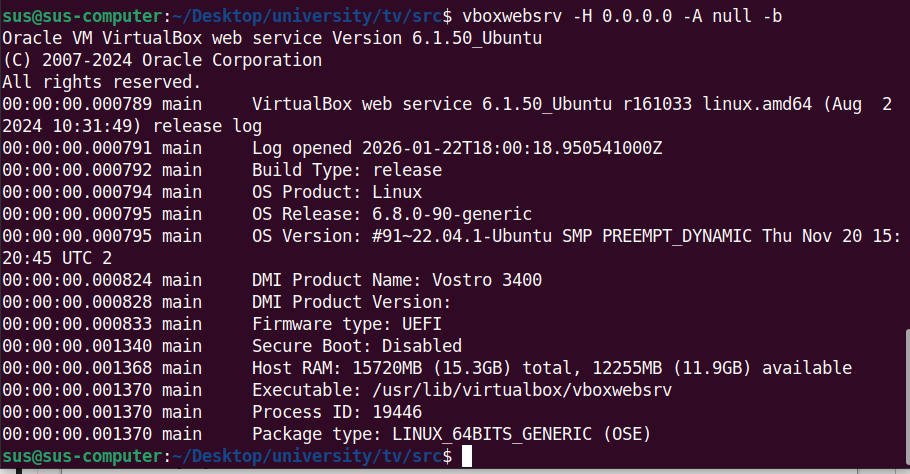 sus@sus-computer:~/Desktop/university/tv/src$ vboxwebsrv -H 0.0.0.0 -A null -b
Oracle VM VirtualBox web service Version 6.1.50_Ubuntu
(C) 2007-2024 Oracle Corporation
All rights reserved.
00:00:00.000789 main     VirtualBox web service 6.1.50_Ubuntu r161033 linux.amd64 (Aug  2
2024 10:31:49) release log
00:00:00.000791 main     Log opened 2026-01-22T18:00:18.950541000Z
00:00:00.000792 main     Build Type: release
00:00:00.000794 main     OS Product: Linux
00:00:00.000795 main     OS Release: 6.8.0-90-generic
00:00:00.000795 main     OS Version: #91~22.04.1-Ubuntu SMP PREEMPT_DYNAMIC Thu Nov 20 15:
20:45 UTC 2
00:00:00.000824 main     DMI Product Name: Vostro 3400
00:00:00.000828 main     DMI Product Version:
00:00:00.000833 main     Firmware type: UEFI
00:00:00.001340 main     Secure Boot: Disabled
00:00:00.001368 main     Host RAM: 15720MB (15.3GB) total, 12255MB (11.9GB) available
00:00:00.001370 main     Executable: /usr/lib/virtualbox/vboxwebsrv
00:00:00.001370 main     Process ID: 19446
00:00:00.001370 main     Package type: LINUX_64BITS_GENERIC (OSE)
sus@sus-computer:~/Desktop/university/tv/src$